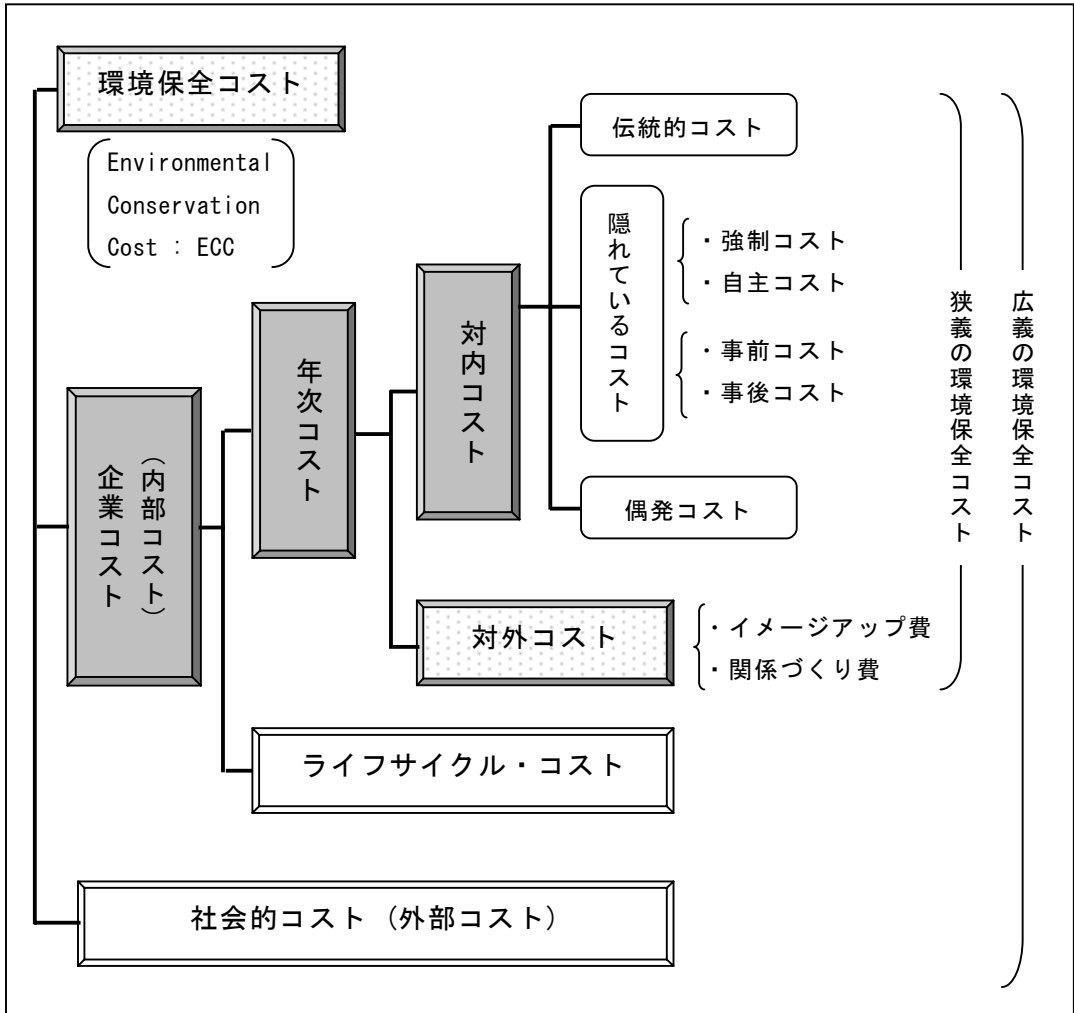 環境保全コスト
Environmental
Conservation
Cost : ECC
企業コスト
（内部コスト）
年次コスト
対内コスト
伝統的コスト
隠れているコスト
・強制コスト
・自主コスト
・事前コスト
・事後コスト
偶発コスト
対外コスト
・イメージアップ費
・関係づくり費
ライフサイクル・コスト
社会的コスト（外部コスト）
狭義の環境保全コスト
広義の環境保全コスト